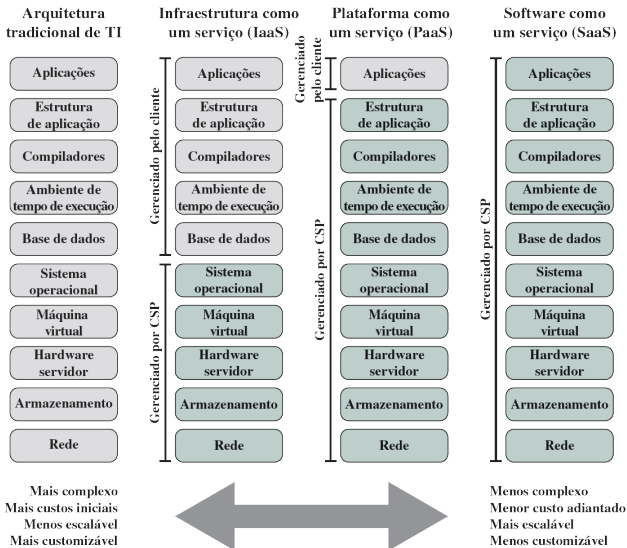 Arquitetura
tradicional de TI
Aplicações
Estrutura
de aplicação
Compiladores
Ambiente de
tempo de execução
Base de dados
Sistema
operacional
Máquina
virtual
Hardware
servidor
Armazenamento
Rede
Infraestrutura como
um serviço (IaaS)
Gerenciado pelo cliente
Gerenciado por CSP
Aplicações
Estrutura
de aplicação
Compiladores
Ambiente de
tempo de execução
Base de dados
Sistema
operacional
Máquina
virtual
Hardware
servidor
Armazenamento
Rede
Plataforma como
um serviço (PaaS)
Gerenciado
pelo cliente
Gerenciado por CSP
Aplicações
Estrutura
de aplicação
Compiladores
Ambiente de
tempo de execução
Base de dados
Sistema
operacional
Máquina
virtual
Hardware
servidor
Armazenamento
Rede
Software como
um serviço (SaaS)
Gerenciado por CSP
Aplicações
Estrutura
de aplicação
Compiladores
Ambiente de
tempo de execução
Base de dados
Sistema
operacional
Máquina
virtual
Hardware
servidor
Armazenamento
Rede
Mais complexo
Mais custos iniciais
Menos escalável
Mais customizável
Menos complexo
Menor custo adiantado
Mais escalável
Menos customizável